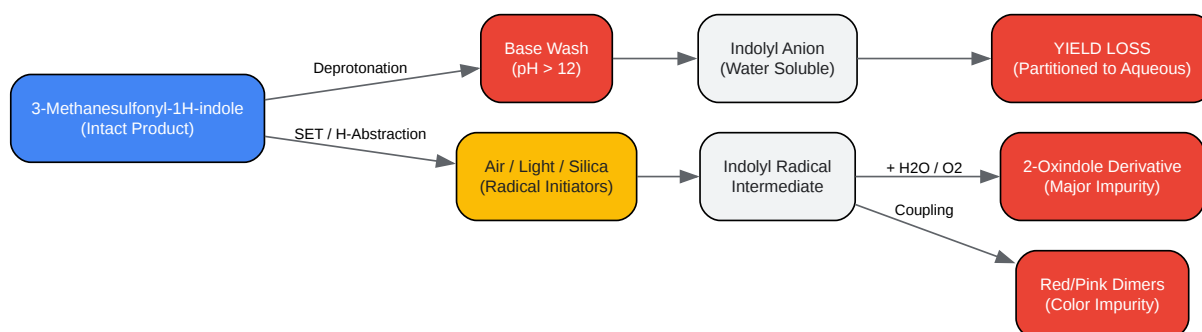 3-Methanesulfonyl-1H-indole
(Intact Product)
Deprotonation
SET / H-Abstraction
Base Wash
(pH > 12)
Indolyl Anion
(Water Soluble)
YIELD LOSS
(Partitioned to Aqueous)
Air / Light / Silica
(Radical Initiators)
Indolyl Radical
Intermediate
+ H2O / O2
2-Oxindole Derivative
(Major Impurity)
Coupling
Red/Pink Dimers
(Color Impurity)